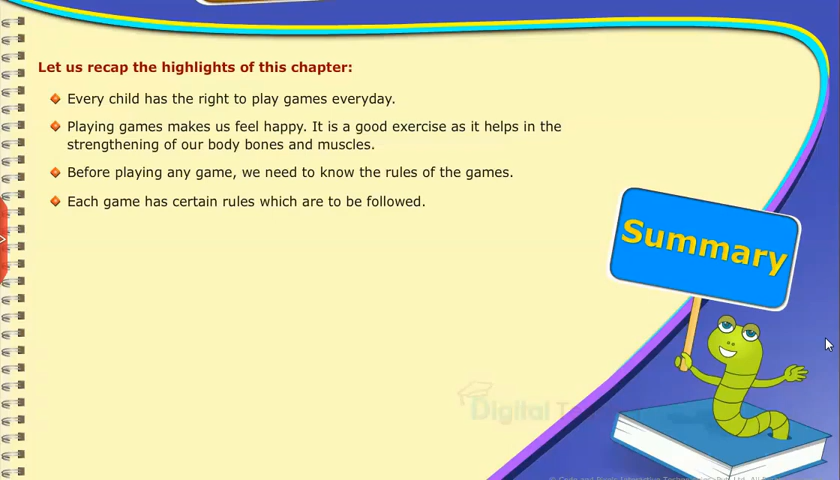 Let us recap the highlights of this chapter:
Every child has the right to play games everyday.
Playing games makes us feel happy. It is a good exercise as it helps in the
strengthening of our body bones and muscles.
Before playing any game, we need to know the rules of the games.
Each game has certain rules which are to be followed.
Summary
Digital